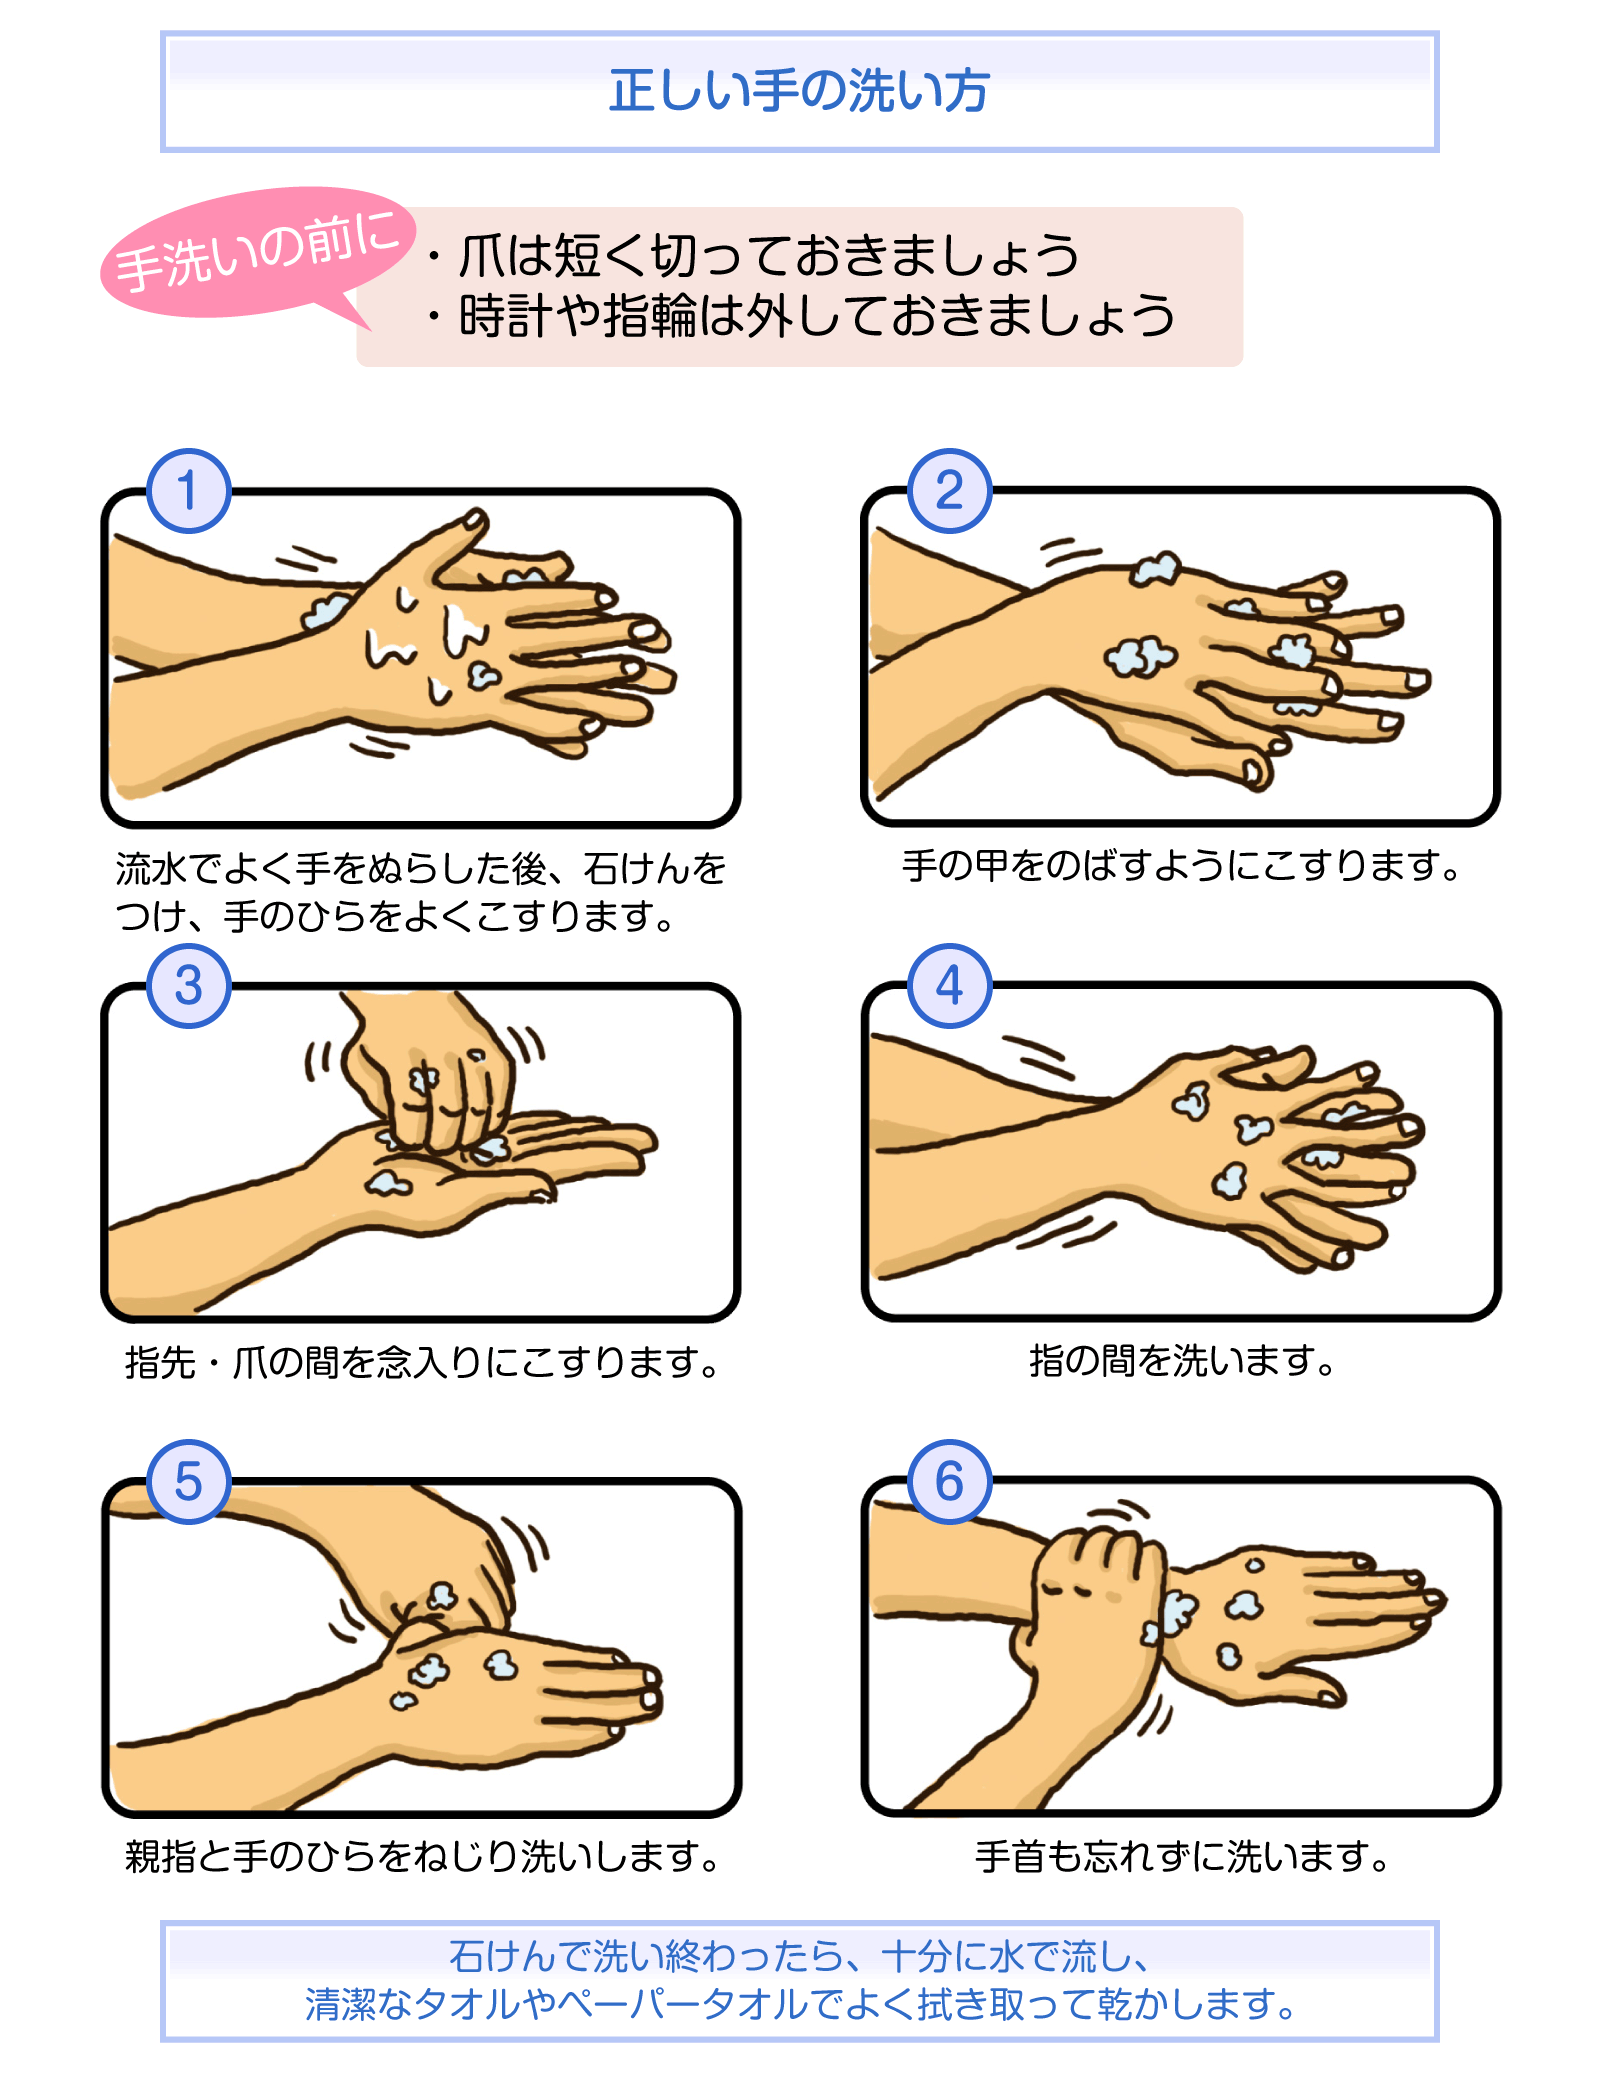 正しい手の洗い方
手洗いの前に
・爪は短く切っておきましょう
・時計や指輪は外しておきましょう
1
流水でよく手をぬらした後、石けんを
つけ、手のひらをよくこすります。
2
手の甲をのばすようにこすります。
3
指先・爪の間を念入りにこすります。
4
指の間を洗います。
5
親指と手のひらをねじり洗いします。
6
手首も忘れずに洗います。
石けんで洗い終わったら、十分に水で流し、
清潔なタオルやペーパータオルでよく拭き取って乾かします。